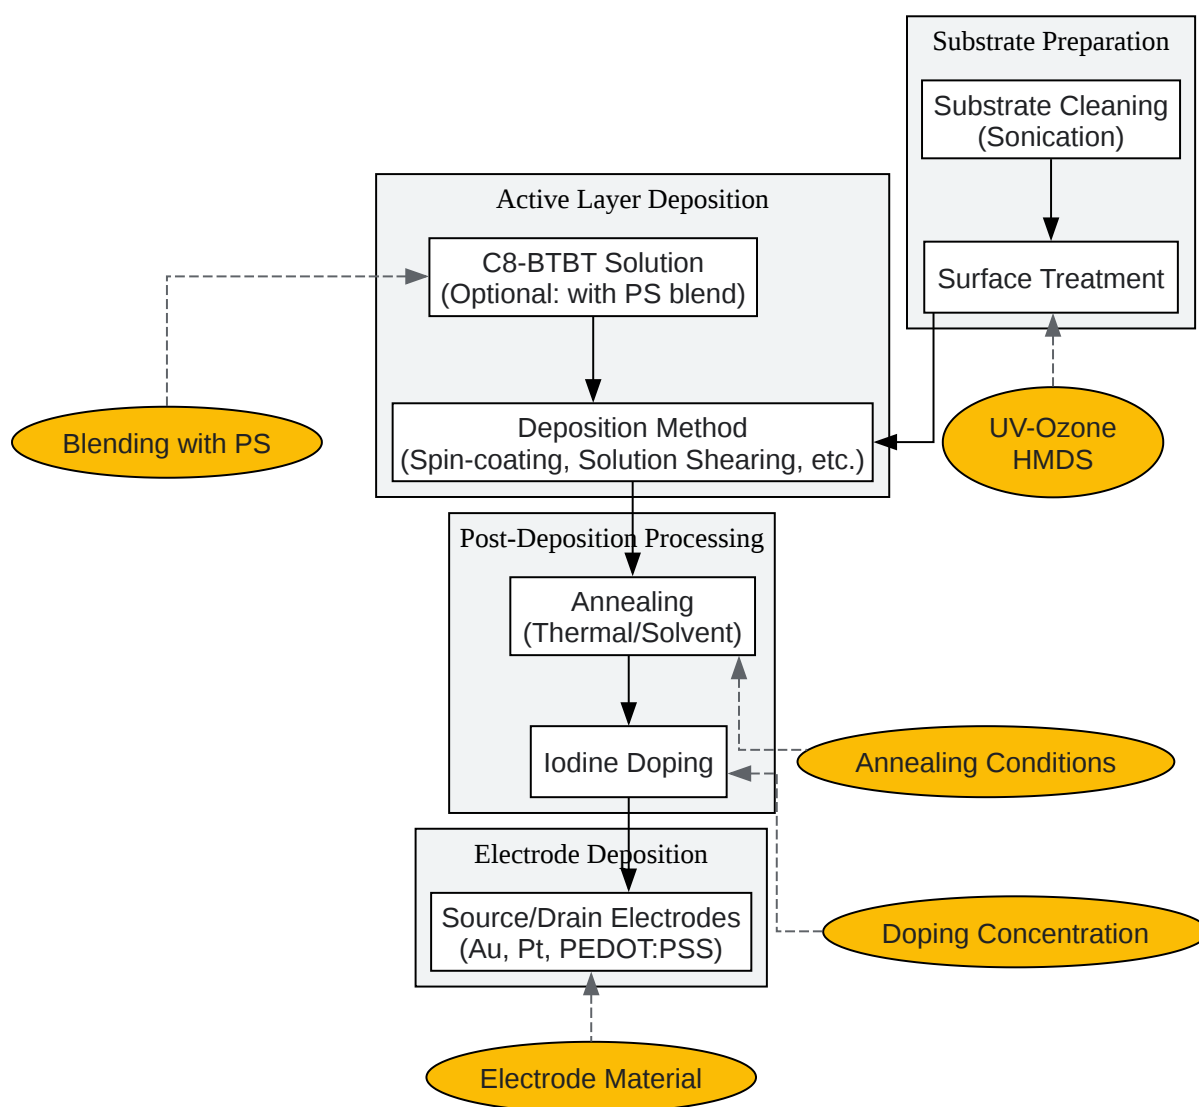 Substrate Preparation
Substrate Cleaning
(Sonication)
Surface Treatment
UV-Ozone
HMDS
Active Layer Deposition
C8-BTBT Solution
(Optional: with PS blend)
Blending with PS
Deposition Method
(Spin-coating, Solution Shearing, etc.)
Post-Deposition Processing
Annealing
(Thermal/Solvent)
Annealing Conditions
Iodine Doping
Doping Concentration
Electrode Deposition
Source/Drain Electrodes
(Au, Pt, PEDOT:PSS)
Electrode Material